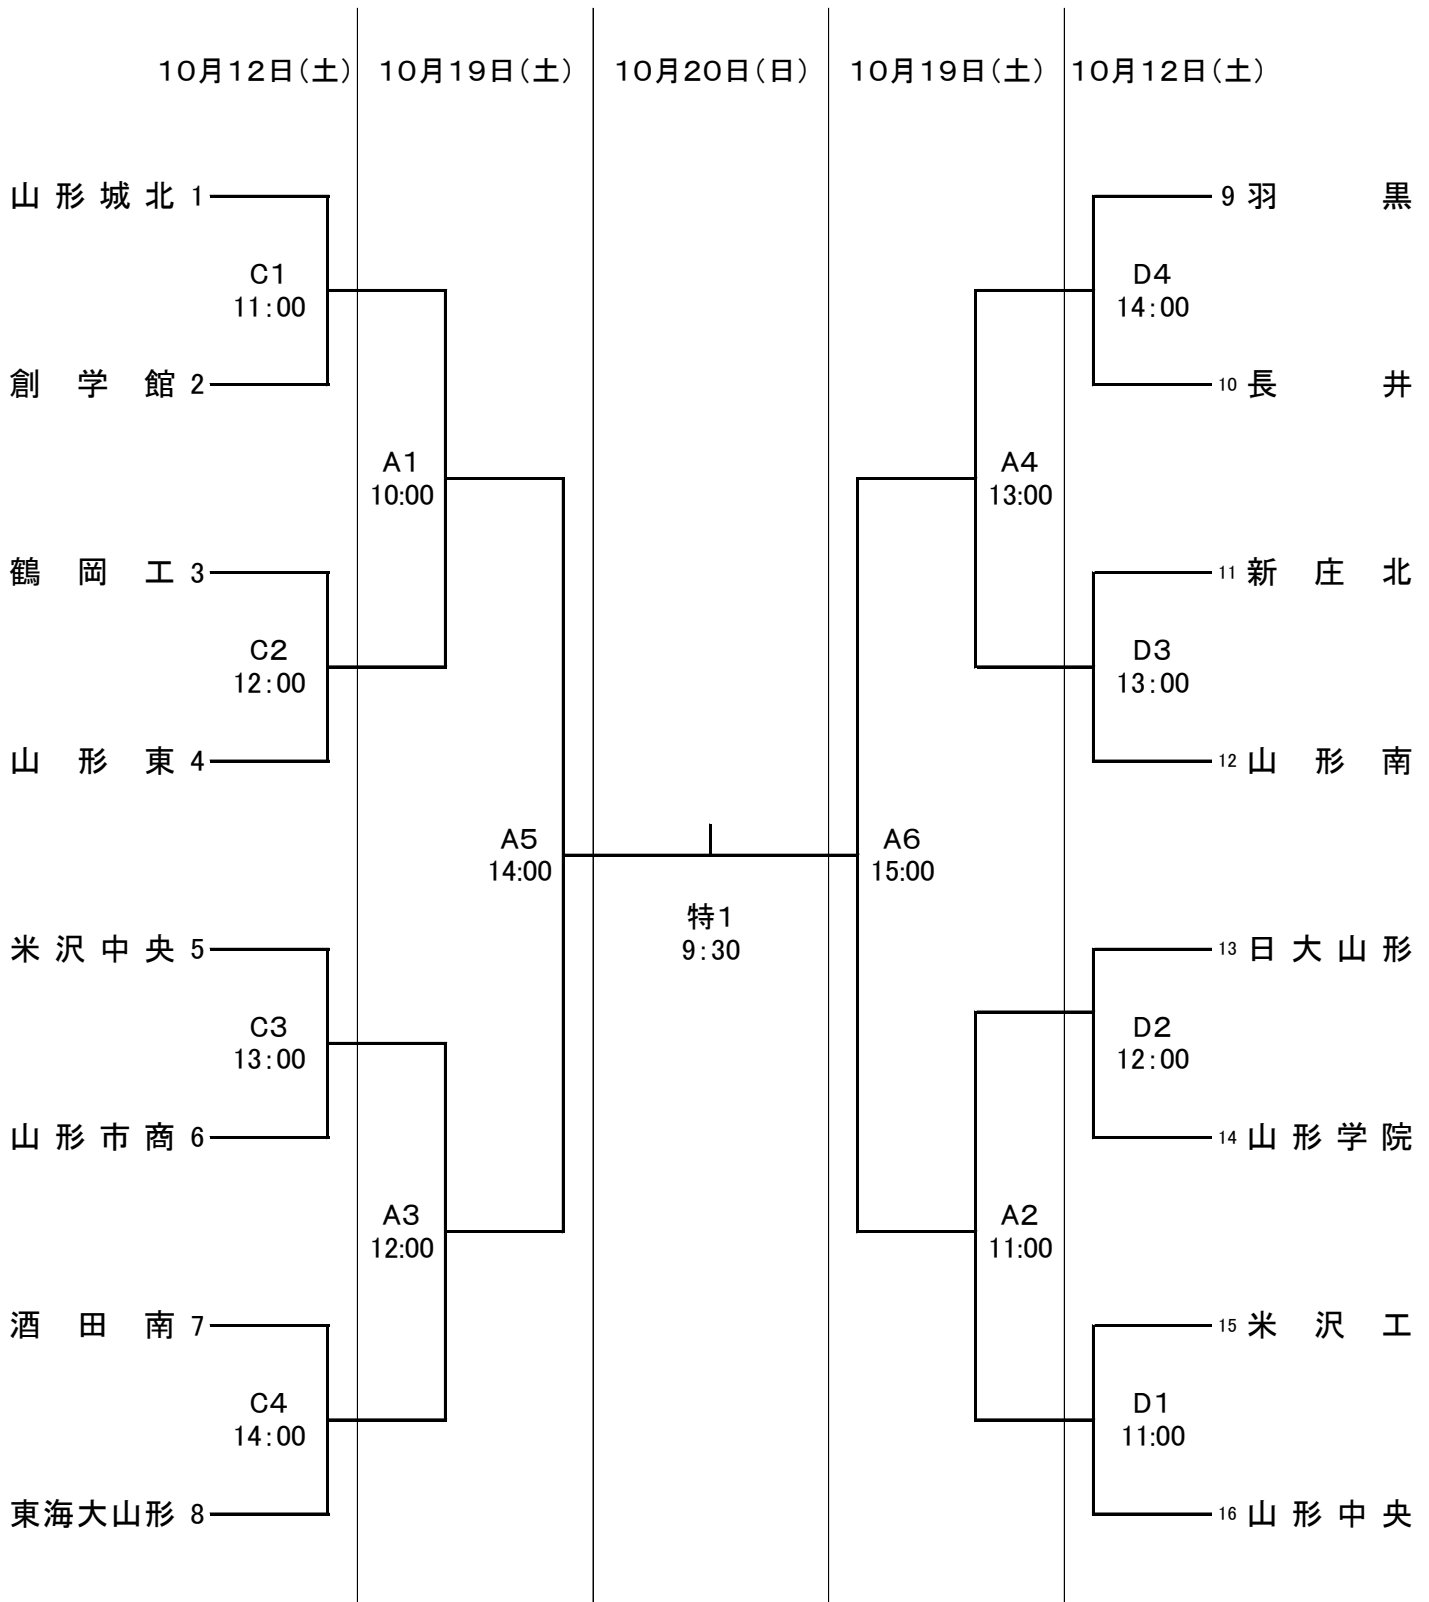 10月12日(土) 10月19日(土) 10月20日(日) 10月19日(土) 10月12日(土)
山形城北 1
9 羽黒
C1
11:00
D4
14:00
創学館 2
10 長井
A1
10:00
A4
13:00
鶴岡工 3
11 新庄北
C2
12:00
D3
13:00
山形東 4
12 山形南
A5
14:00
A6
15:00
特1
9:30
米沢中央 5
13 日大山形
C3
13:00
D2
12:00
山形市商 6
14 山形学院
A3
12:00
A2
11:00
酒田南 7
15 米沢工
C4
14:00
D1
11:00
東海大山形 8
16 山形中央